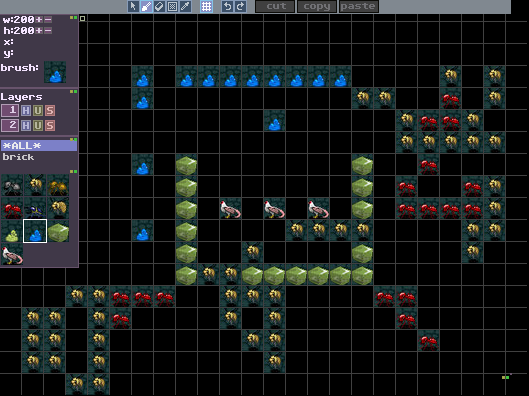 cut copy paste
w:200+-
h:200+-
x:
y:
brush:
Layers
1 H U S
2 H U S
*ALL*
brick